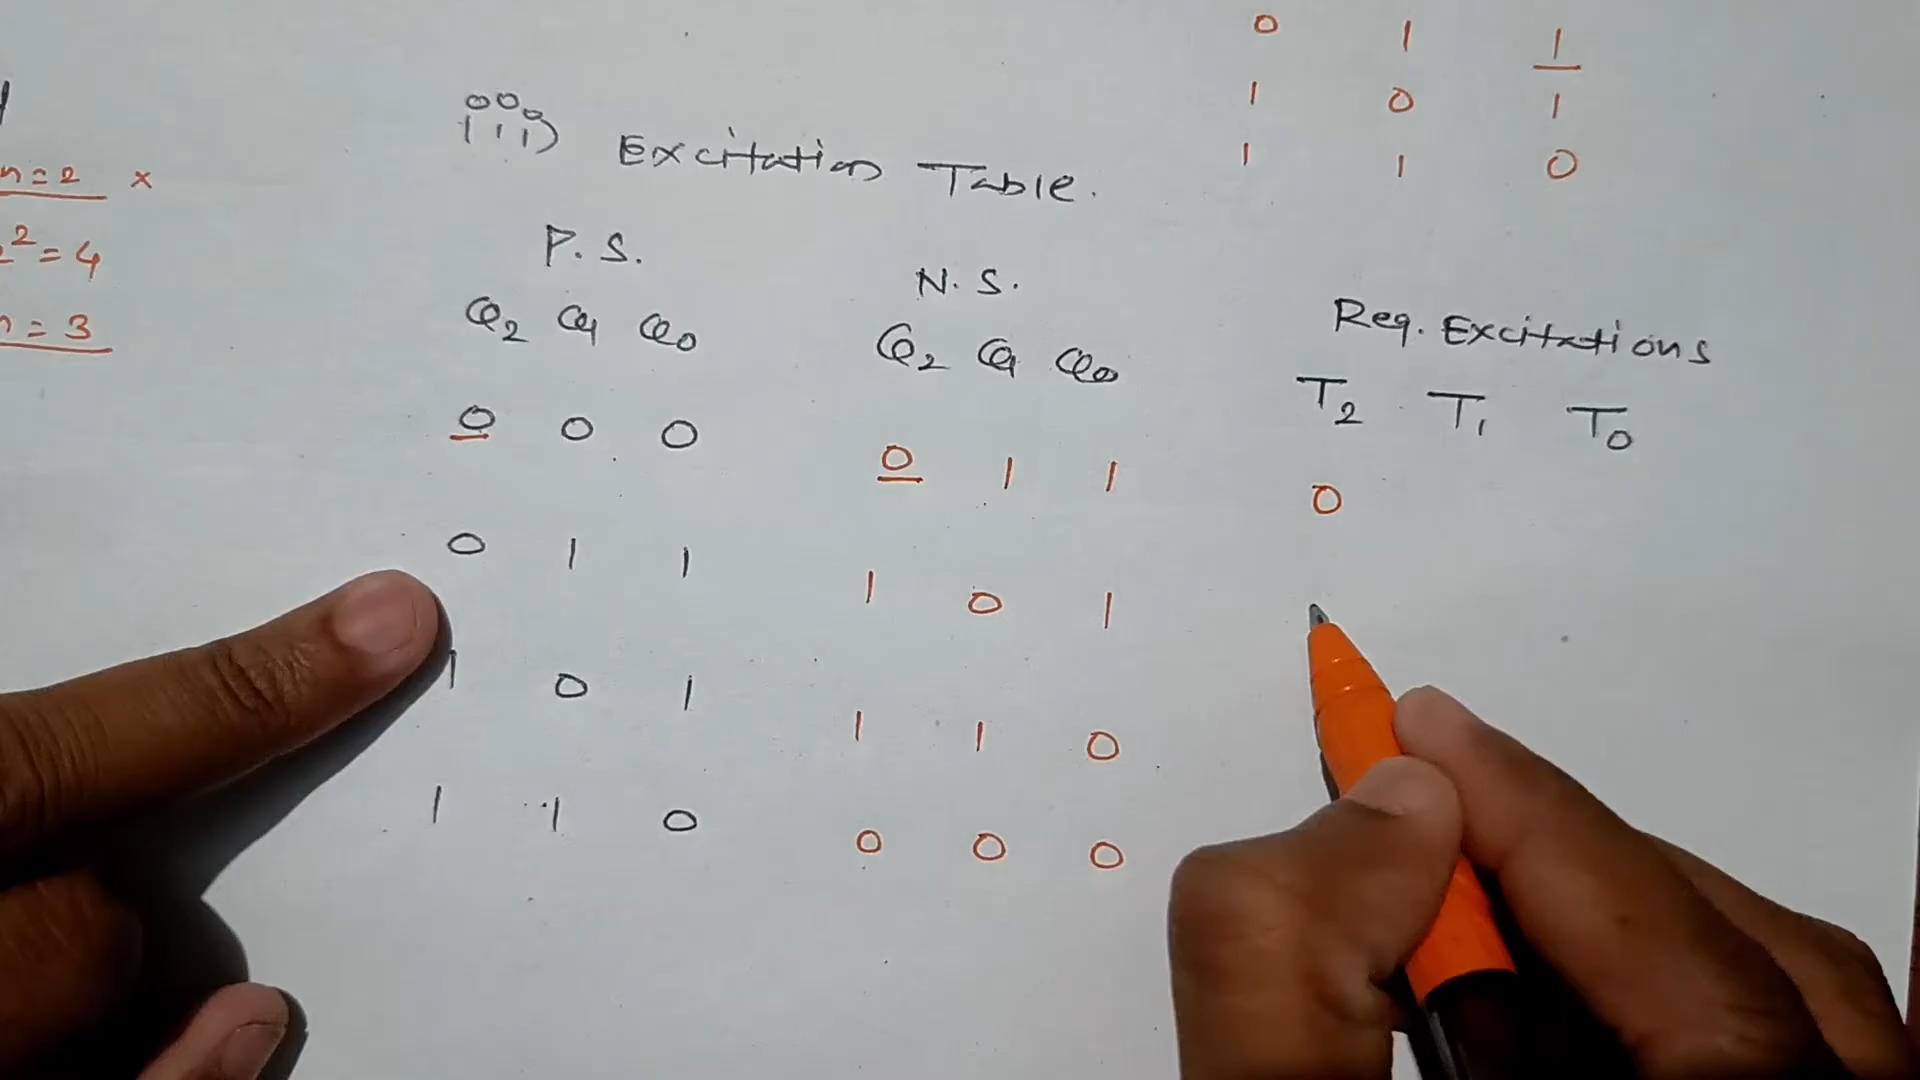 0 1 1
1 0 1
1 1 0
n=2 ×
2²=4
n=3
iii) Excitation Table.
P.S. N.S. Req. Excitations
Q₂ Q₁ Q₀ Q₂ Q₁ Q₀ T₂ T₁ T₀
0 0 0 0 1 1 0
0 1 1 1 0 1
1 0 1 1 1 0
1 1 0 0 0 0